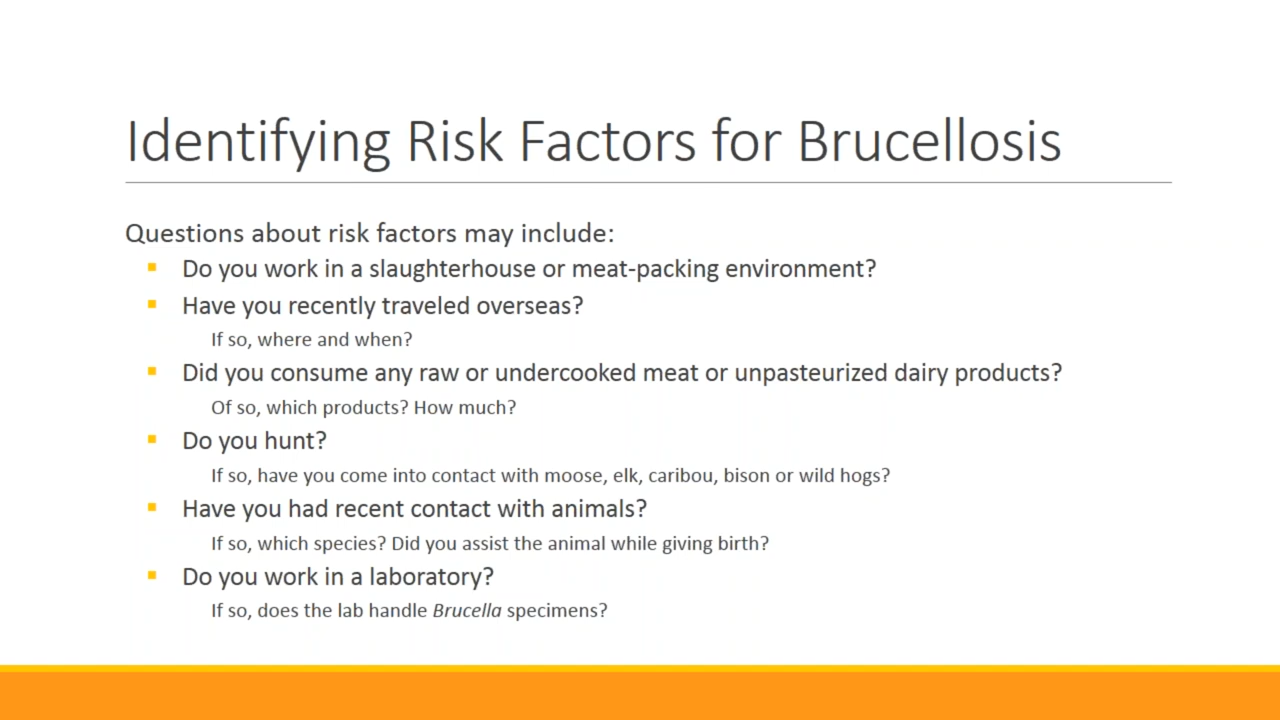 Identifying Risk Factors for Brucellosis
Questions about risk factors may include:
Do you work in a slaughterhouse or meat-packing environment?
Have you recently traveled overseas?
If so, where and when?
Did you consume any raw or undercooked meat or unpasteurized dairy products?
Of so, which products? How much?
Do you hunt?
If so, have you come into contact with moose, elk, caribou, bison or wild hogs?
Have you had recent contact with animals?
If so, which species? Did you assist the animal while giving birth?
Do you work in a laboratory?
If so, does the lab handle Brucella specimens?